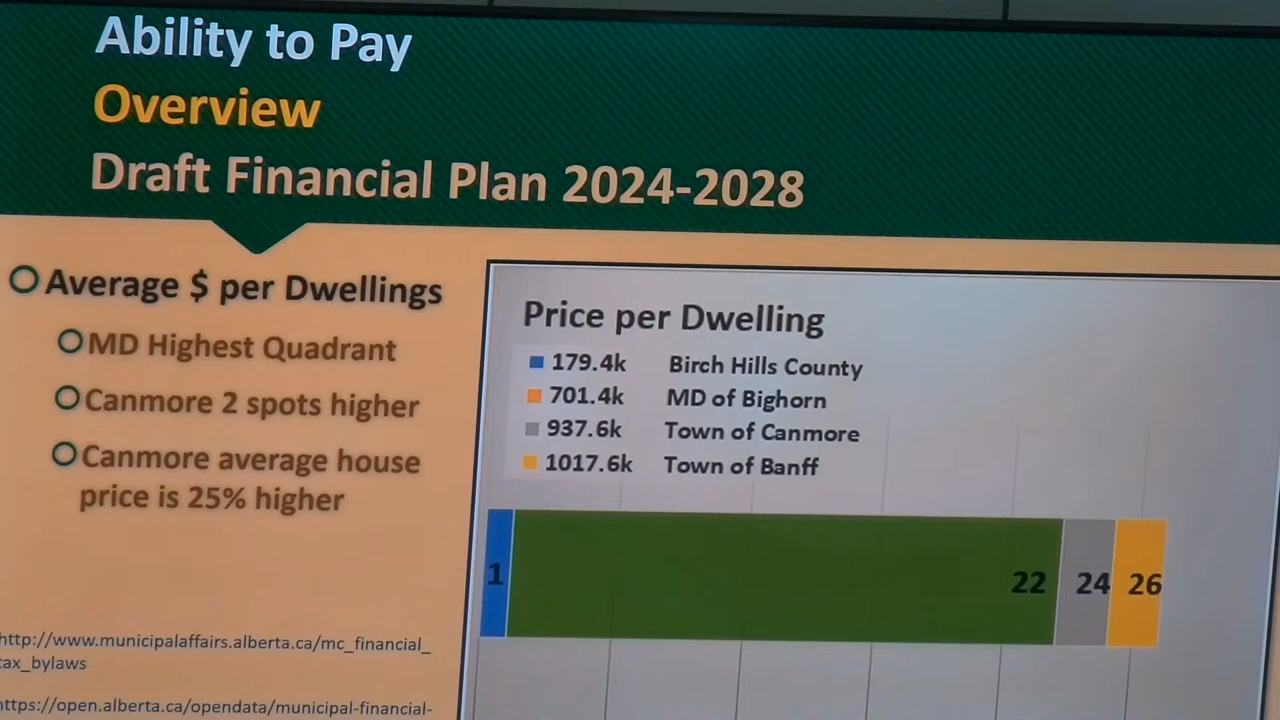 Ability to Pay
Overview
Draft Financial Plan 2024-2028
Average $ per Dwellings
MD Highest Quadrant
Canmore 2 spots higher
Canmore average house
price is 25% higher
http://www.municipalaffairs.alberta.ca/mc_financial_
tax_bylaws
https://open.alberta.ca/opendata/municipal-financial-
Price per Dwelling
179.4k Birch Hills County
701.4k MD of Bighorn
937.6k Town of Canmore
1017.6k Town of Banff
1 22 24 26